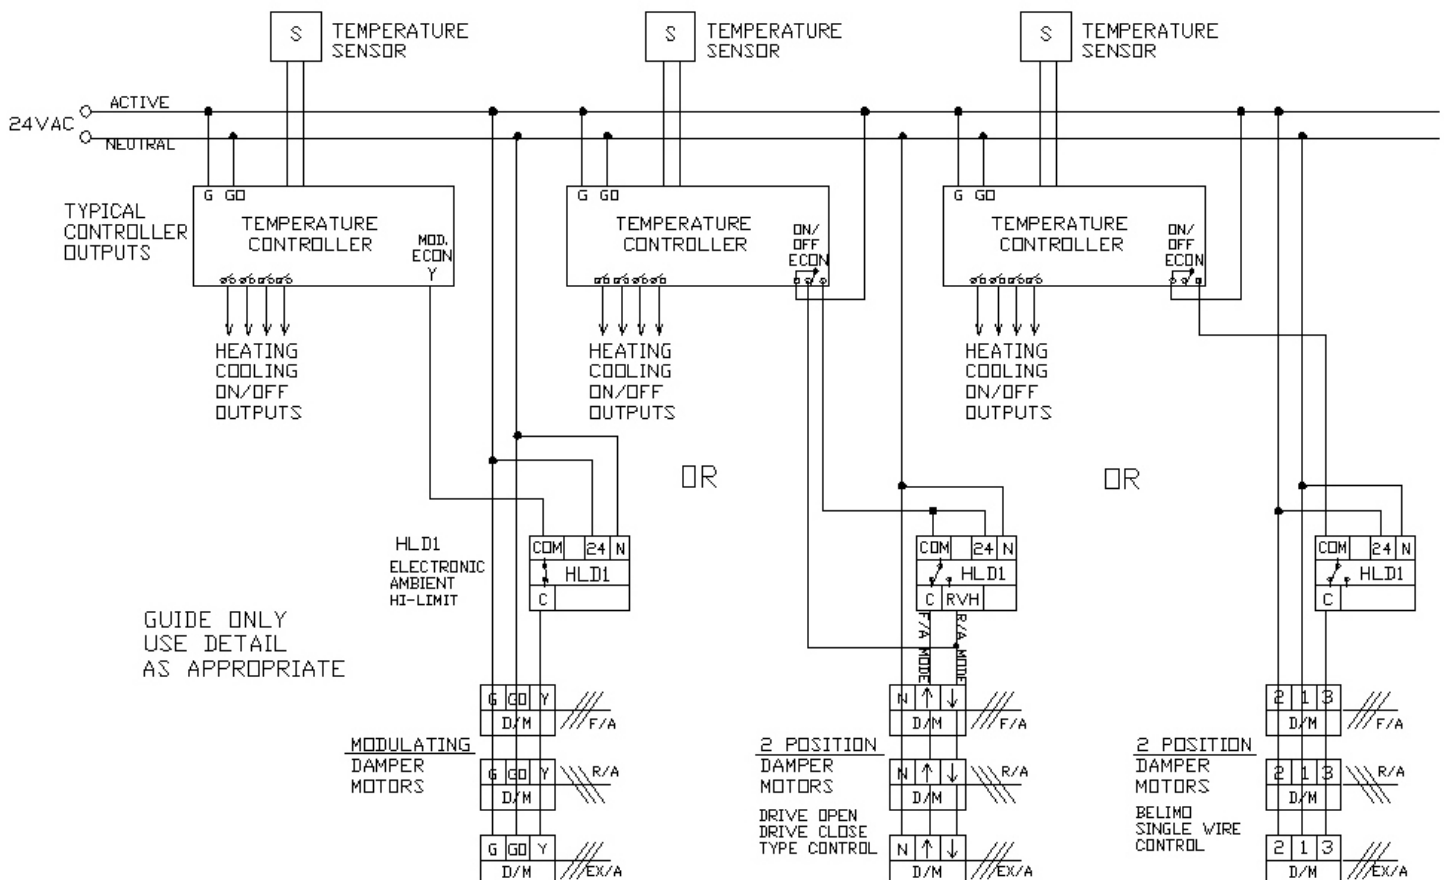 S
TEMPERATURE
SENSOR
S
TEMPERATURE
SENSOR
S
TEMPERATURE
SENSOR
24VAC
ACTIVE
NEUTRAL
TYPICAL
CONTROLLER
OUTPUTS
G GO
TEMPERATURE
CONTROLLER
MOD.
ECON
Y
G GO
TEMPERATURE
CONTROLLER
ON/
OFF
ECON
G GO
TEMPERATURE
CONTROLLER
ON/
OFF
ECON
HEATING
COOLING
ON/OFF
OUTPUTS
HEATING
COOLING
ON/OFF
OUTPUTS
HEATING
COOLING
ON/OFF
OUTPUTS
OR
OR
HLD1
ELECTRONIC
AMBIENT
HI-LIMIT
COM 24 N
HLD1
C
COM 24 N
HLD1
C RVH
F/A MODE
R/A MODE
COM 24 N
HLD1
C
GUIDE ONLY
USE DETAIL
AS APPROPRIATE
MODULATING
DAMPER
MOTORS
G GO Y
D/M
F/A
G GO Y
D/M
R/A
G GO Y
D/M
EX/A
2 POSITION
DAMPER
MOTORS
DRIVE OPEN
DRIVE CLOSE
TYPE CONTROL
N ↑ ↓
D/M
F/A
N ↑ ↓
D/M
R/A
N ↑ ↓
D/M
EX/A
2 POSITION
DAMPER
MOTORS
BELIMO
SINGLE WIRE
CONTROL
2 1 3
D/M
F/A
2 1 3
D/M
R/A
2 1 3
D/M
EX/A